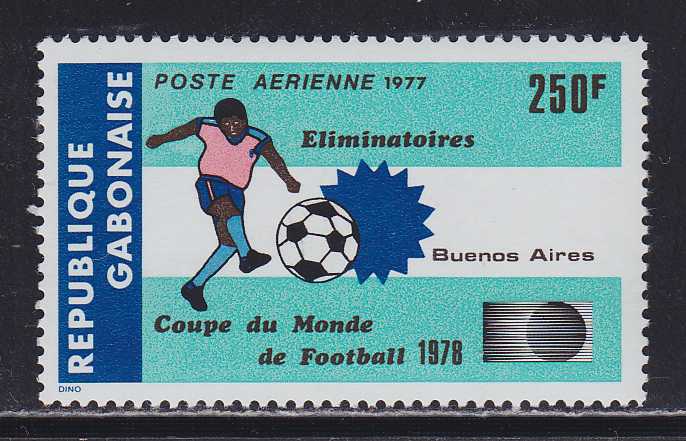 REPUBLIQUE
GABONAISE
POSTE AERIENNE 1977
250F
Eliminatoires
Buenos Aires
Coupe du Monde
de Football 1978
DINO